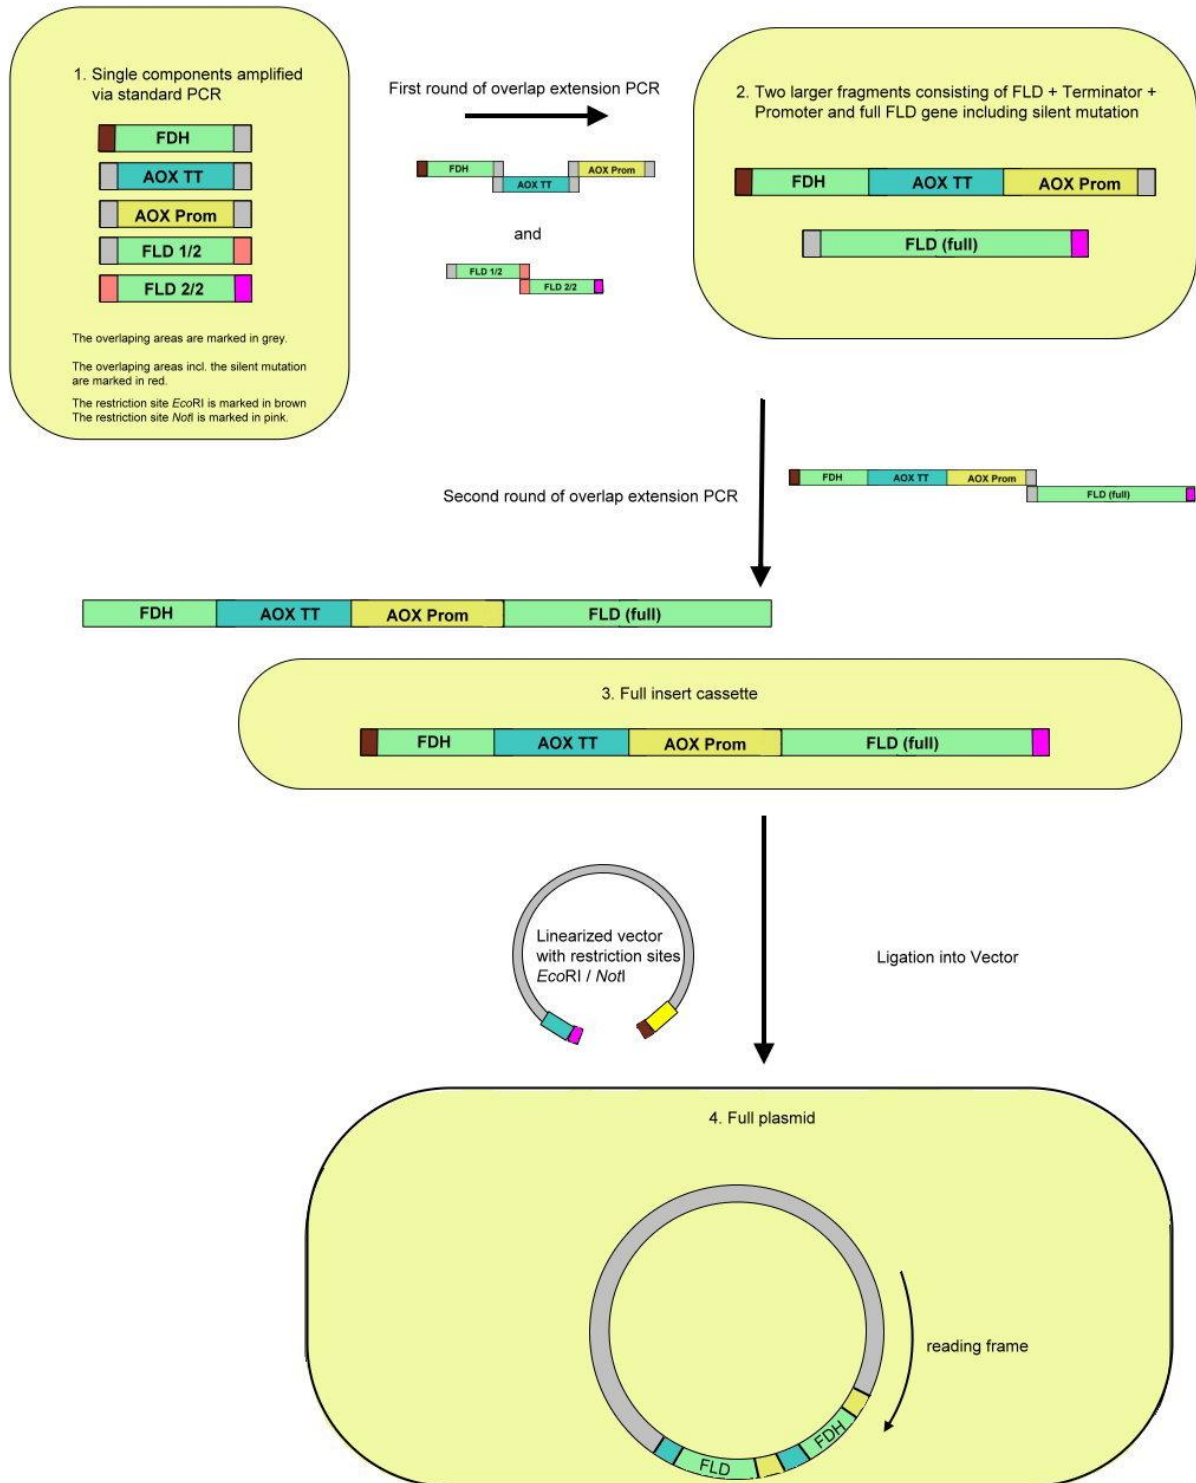 1. Single components amplified
via standard PCR
FDH
AOX TT
AOX Prom
FLD 1/2
FLD 2/2
The overlaping areas are marked in grey.
The overlaping areas incl. the silent mutation
are marked in red.
The restriction site EcoRI is marked in brown
The restriction site NotI is marked in pink.
First round of overlap extension PCR
FDH
AOX TT
AOX Prom
and
FLD 1/2
FLD 2/2
2. Two larger fragments consisting of FLD + Terminator +
Promoter and full FLD gene including silent mutation
FDH AOX TT AOX Prom
FLD (full)
Second round of overlap extension PCR
FDH AOX TT AOX Prom
FLD (full)
FDH AOX TT AOX Prom FLD (full)
3. Full insert cassette
FDH AOX TT AOX Prom FLD (full)
Linearized vector
with restriction sites
EcoRI / NotI
Ligation into Vector
4. Full plasmid
reading frame
FDH
FLD